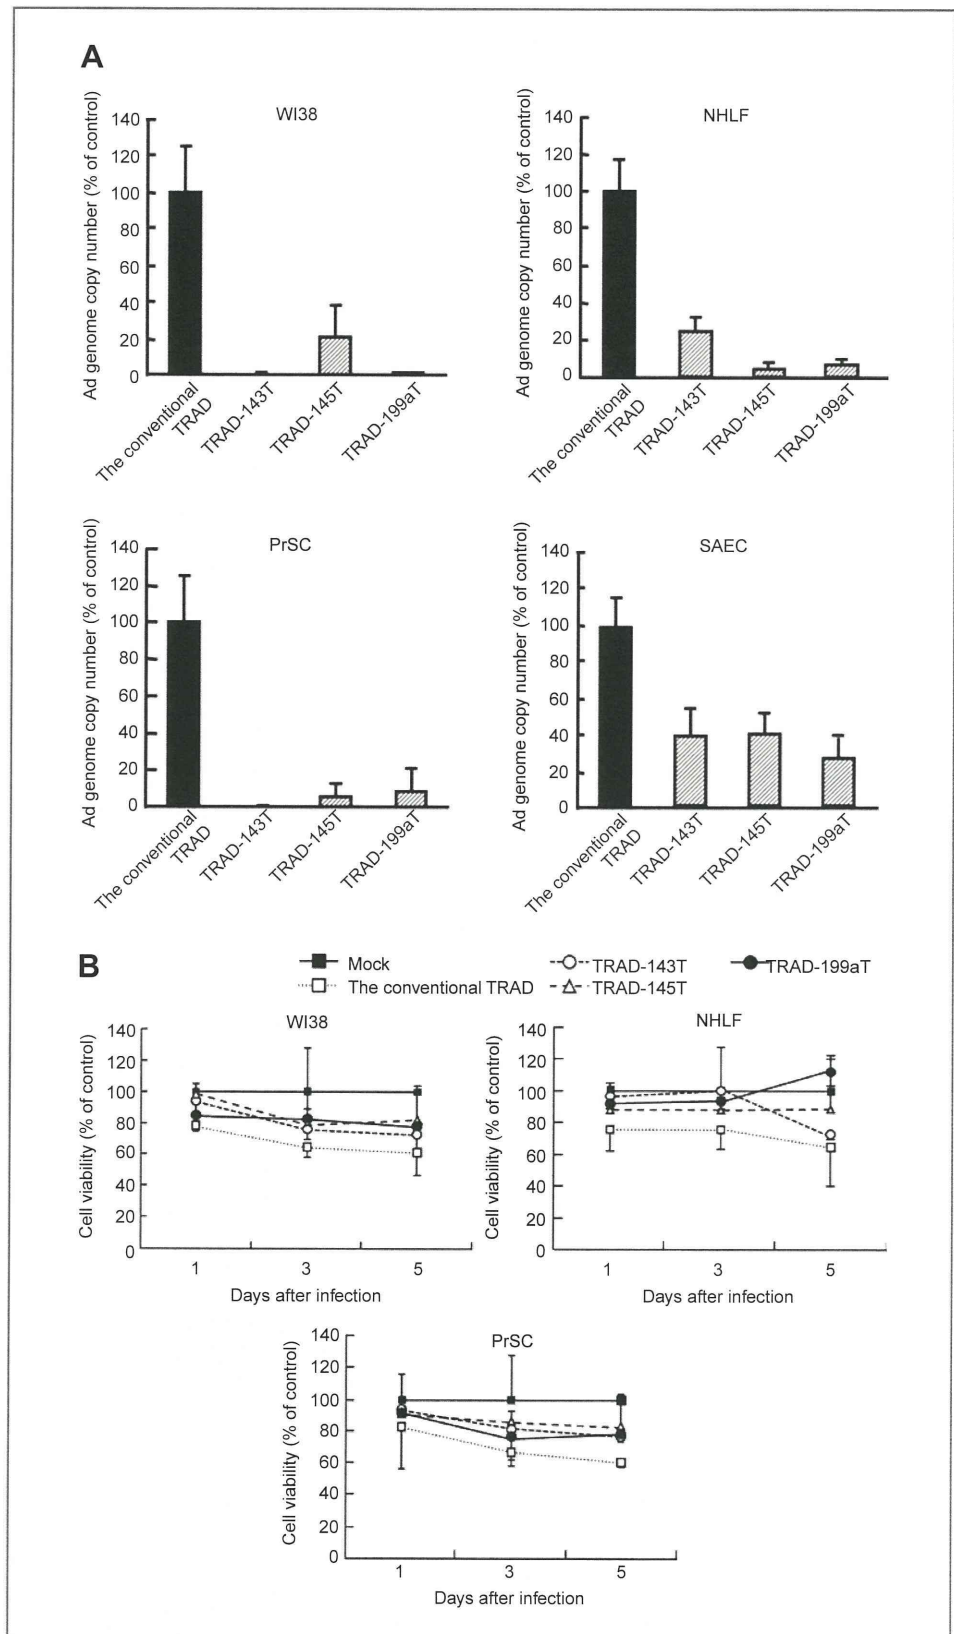 A
WI38
Ad genome copy number (% of control)
140
120
100
80
60
40
20
0
The conventional
TRAD
TRAD-143T
TRAD-145T
TRAD-199aT
NHLF
Ad genome copy number (% of control)
140
120
100
80
60
40
20
0
The conventional
TRAD
TRAD-143T
TRAD-145T
TRAD-199aT
PrSC
Ad genome copy number (% of control)
140
120
100
80
60
40
20
0
The conventional
TRAD
TRAD-143T
TRAD-145T
TRAD-199aT
SAEC
Ad genome copy number (% of control)
140
120
100
80
60
40
20
0
The conventional
TRAD
TRAD-143T
TRAD-145T
TRAD-199aT
B
Mock
TRAD-143T
TRAD-199aT
The conventional TRAD
TRAD-145T
WI38
Cell viability (% of control)
140
120
100
80
60
40
20
0
1 3 5
Days after infection
NHLF
Cell viability (% of control)
140
120
100
80
60
40
20
0
1 3 5
Days after infection
PrSC
Cell viability (% of control)
140
120
100
80
60
40
20
0
1 3 5
Days after infection